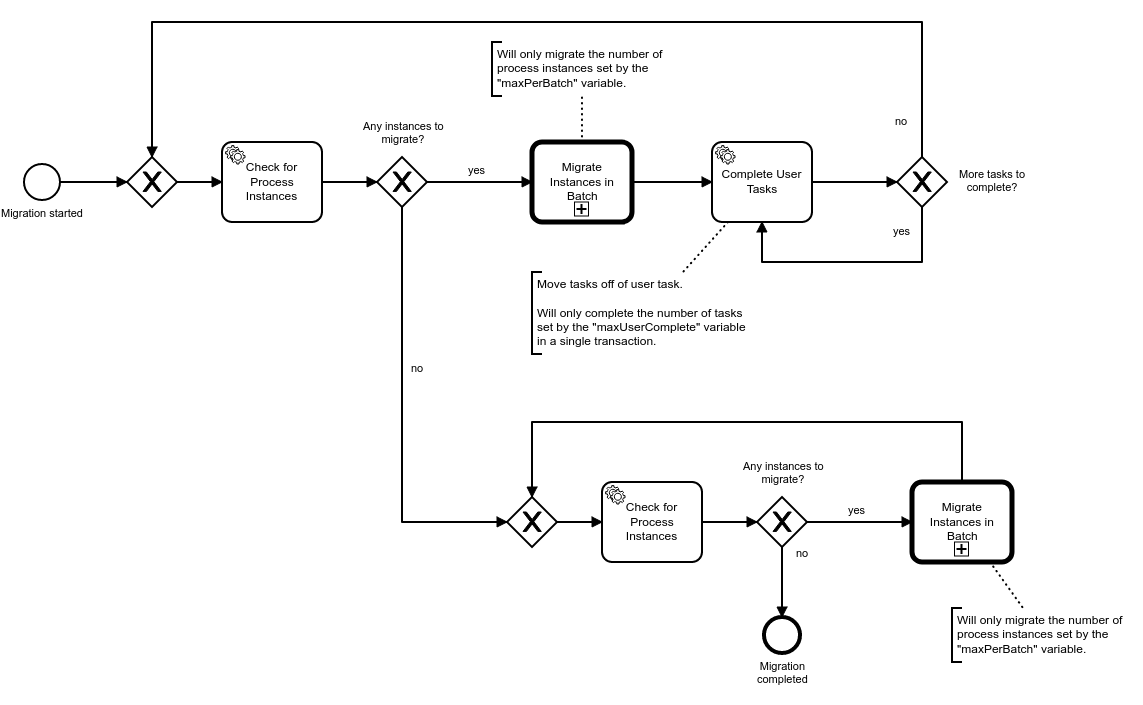 Will only migrate the number of
process instances set by the
"maxPerBatch" variable.
no
Any instances to
migrate?
Migration started
Check for
Process
Instances
yes
Migrate
Instances in
Batch
Complete User
Tasks
More tasks to
complete?
yes
Move tasks off of user task.
Will only complete the number of tasks
set by the "maxUserComplete" variable
in a single transaction.
no
Any instances to
migrate?
Check for
Process
Instances
yes
Migrate
Instances in
Batch
no
Will only migrate the number of
process instances set by the
"maxPerBatch" variable.
Migration
completed